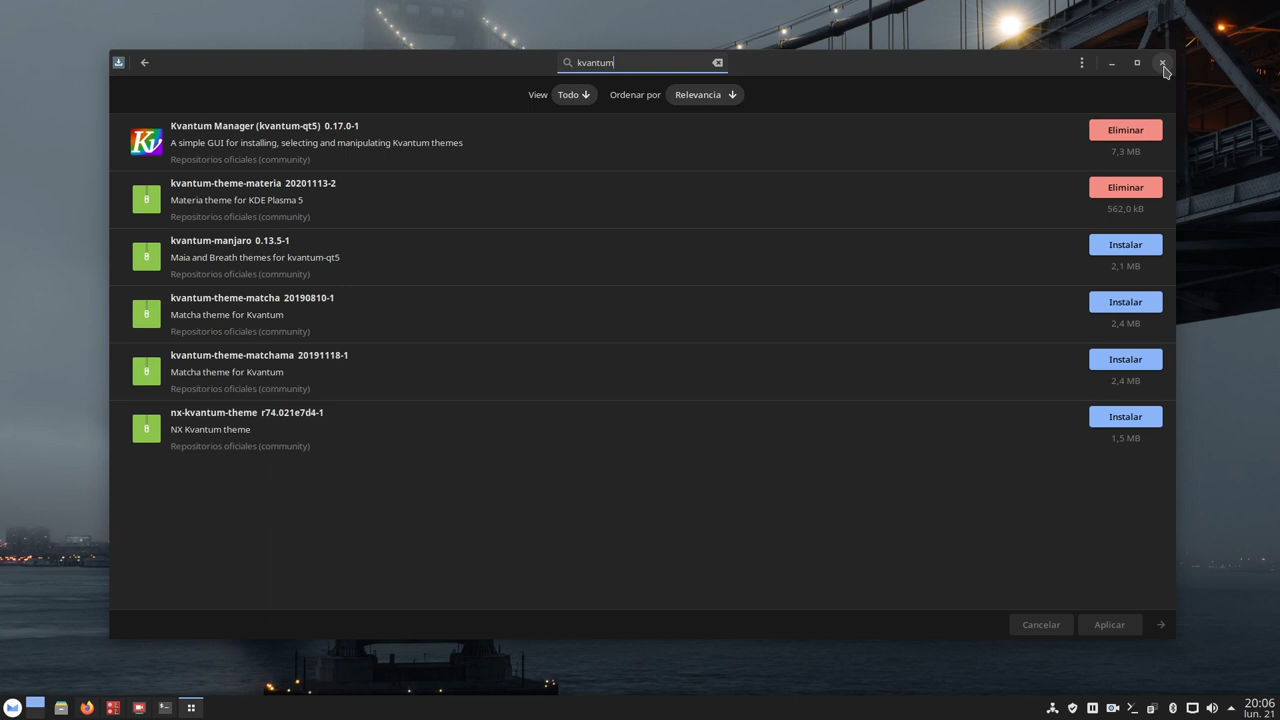 kvantum
View Todo Ordenar por Relevancia
Kvantum Manager (kvantum-qt5) 0.17.0-1
A simple GUI for installing, selecting and manipulating Kvantum themes
Repositorios oficiales (community)
Eliminar
7,3 MB
kvantum-theme-materia 20201113-2
Materia theme for KDE Plasma 5
Repositorios oficiales (community)
Eliminar
562,0 kB
kvantum-manjaro 0.13.5-1
Maia and Breath themes for kvantum-qt5
Repositorios oficiales (community)
Instalar
2,1 MB
kvantum-theme-matcha 20190810-1
Matcha theme for Kvantum
Repositorios oficiales (community)
Instalar
2,4 MB
kvantum-theme-matchama 20191118-1
Matcha theme for Kvantum
Repositorios oficiales (community)
Instalar
2,4 MB
nx-kvantum-theme r74.021e7d4-1
NX Kvantum theme
Repositorios oficiales (community)
Instalar
1,5 MB
Cancelar Aplicar
20:06
lun. 21